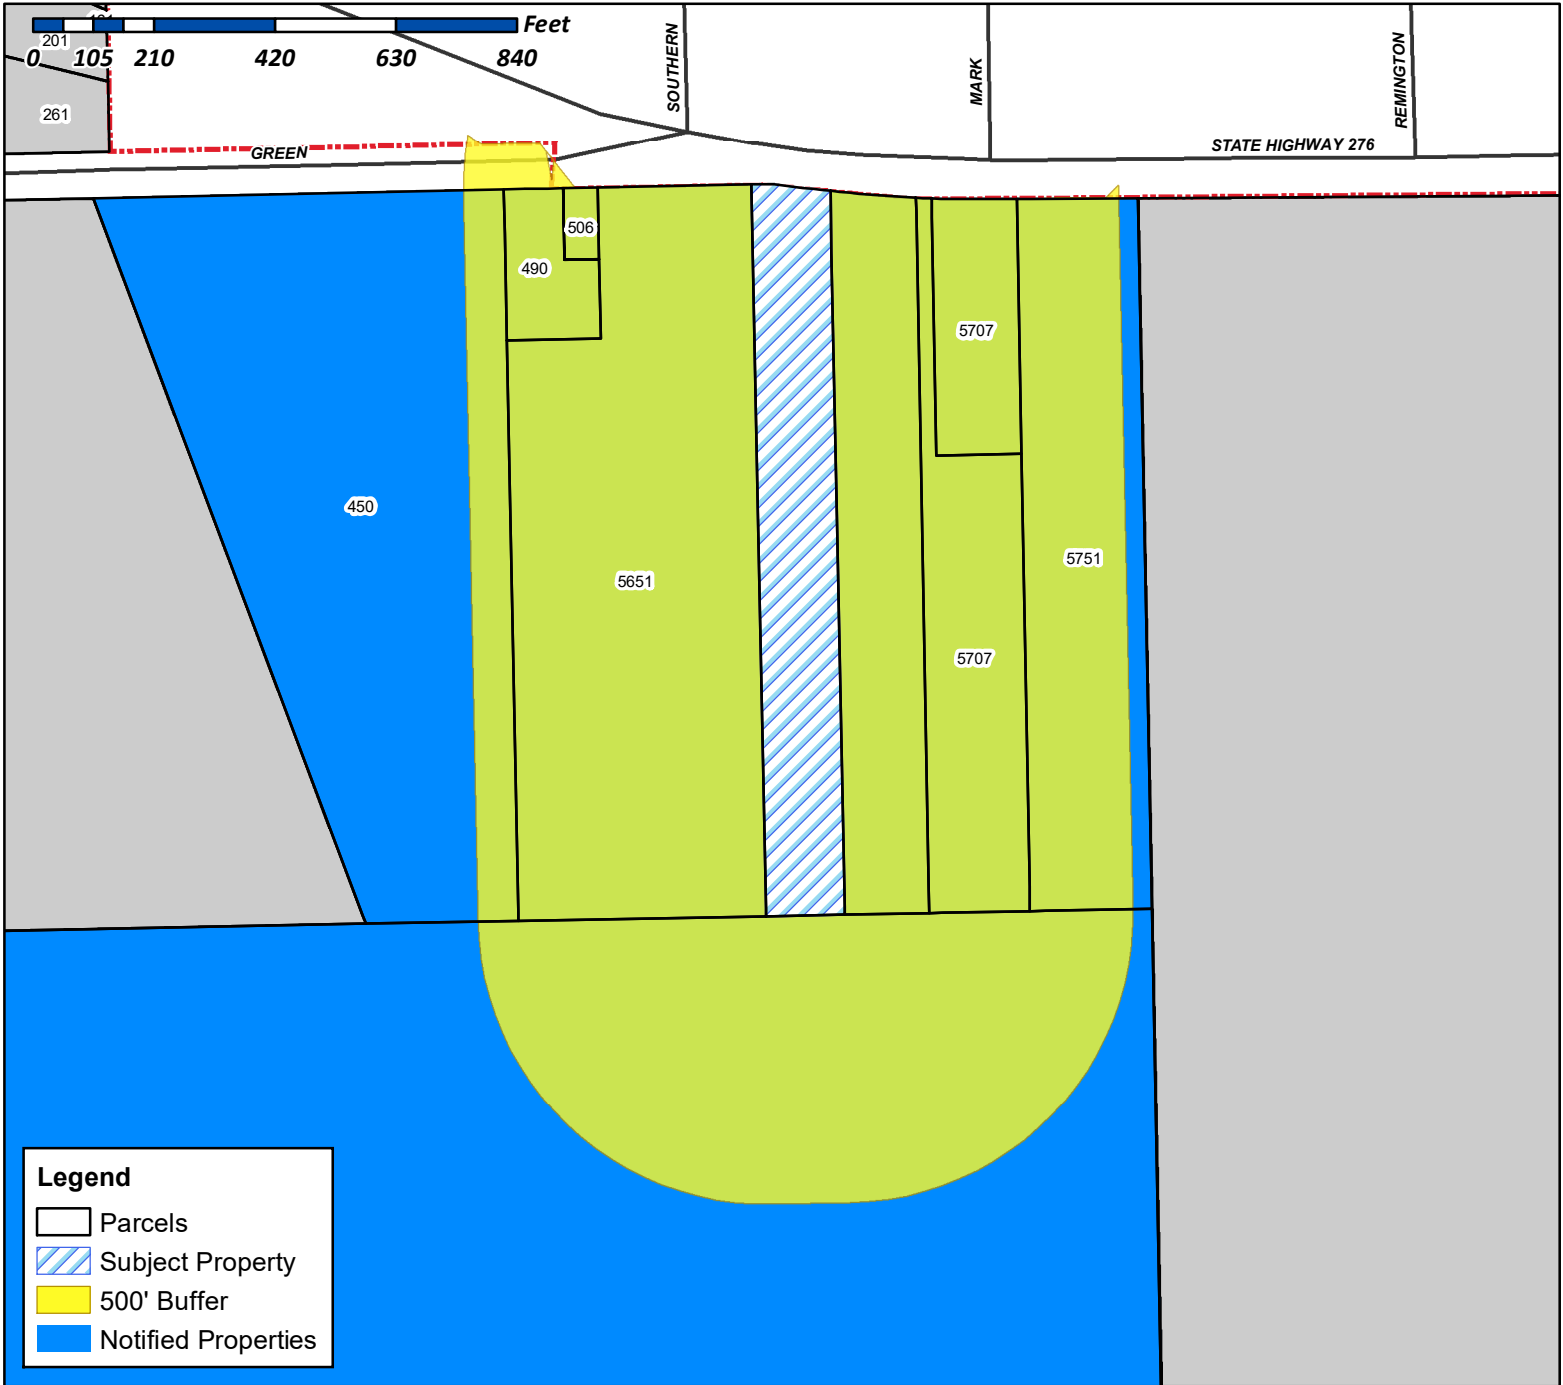 Feet
0 105 210 420 630 840
201
261
GREEN
SOUTHERN
MARK
REMINGTON
STATE HIGHWAY 276
506
490
5707
450
5651
5751
5707
Legend
Parcels
Subject Property
500' Buffer
Notified Properties